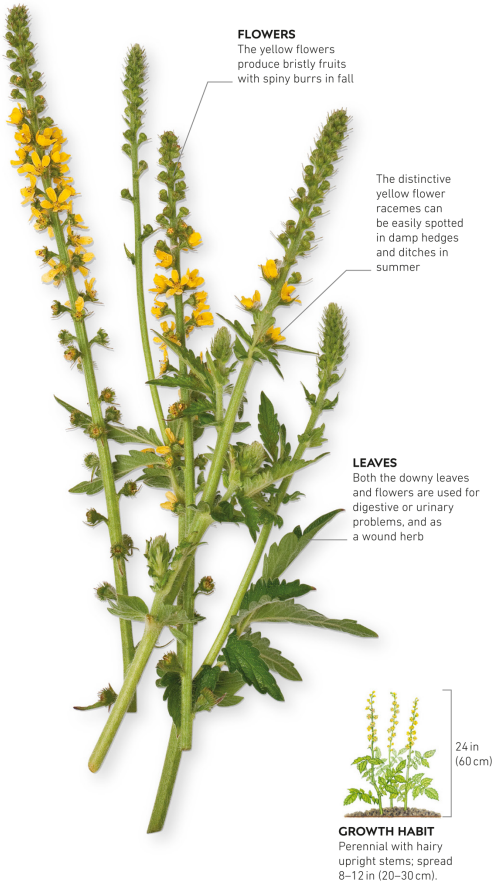 FLOWERS
The yellow flowers
produce bristly fruits
with spiny burrs in fall
The distinctive
yellow flower
racemes can
be easily spotted
in damp hedges
and ditches in
summer
LEAVES
Both the downy leaves
and flowers are used for
digestive or urinary
problems, and as
a wound herb
24 in
(60 cm)
GROWTH HABIT
Perennial with hairy
upright stems; spread
8–12 in (20–30 cm).